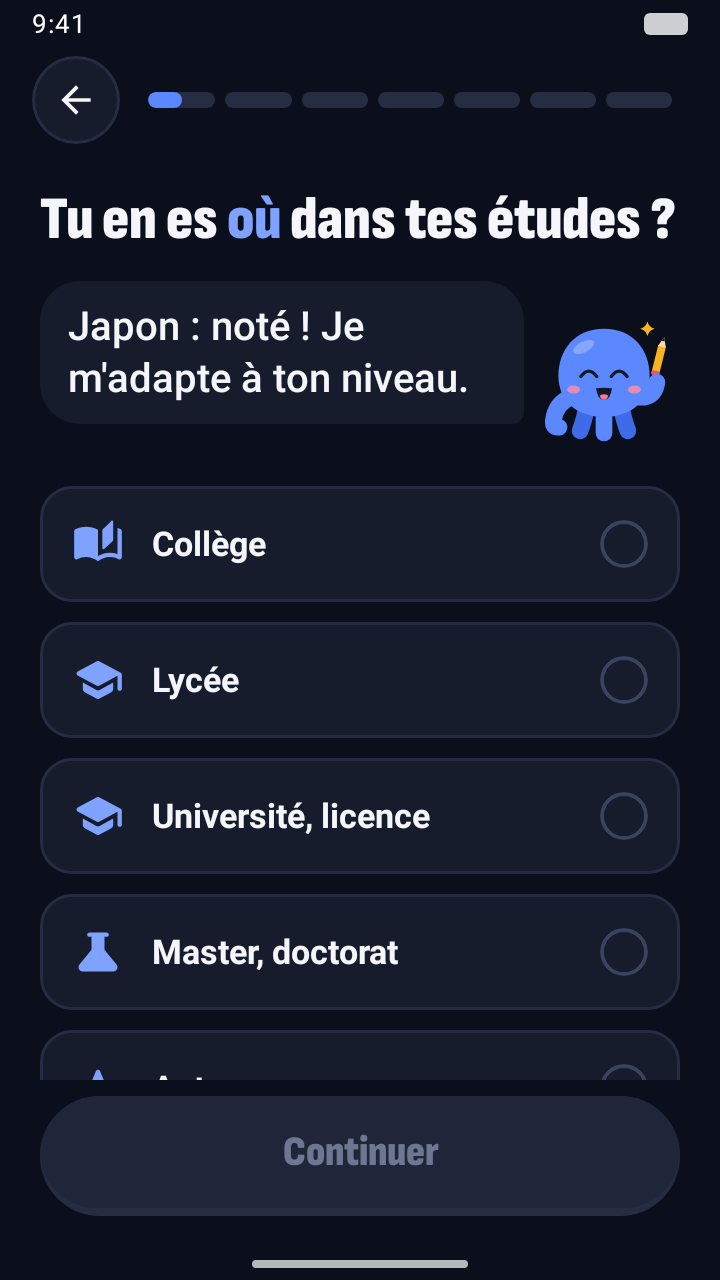 9:41
Tu en es où dans tes études ?
Japon : noté ! Je
m'adapte à ton niveau.
Collège
Lycée
Université, licence
Master, doctorat
Continuer